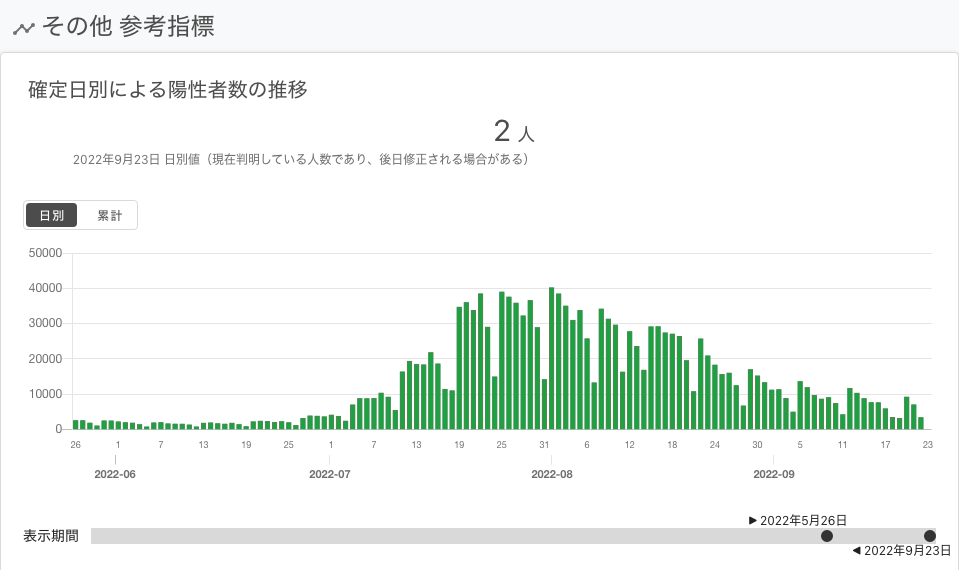 その他 参考指標
確定日別による陽性者数の推移
2 人
2022年9月23日 日別値（現在判明している人数であり、後日修正される場合がある）
日別 累計
50000
40000
30000
20000
10000
0
26 1 7 13 19 25 1 7 13 19 25 31 6 12 18 24 30 5 11 17 23
2022-06 2022-07 2022-08 2022-09
▶ 2022年5月26日
表示期間
◀ 2022年9月23日